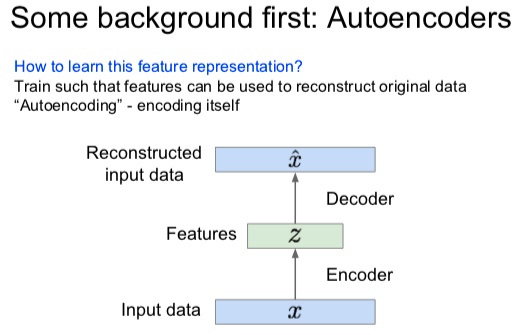 Some background first: Autoencoders
How to learn this feature representation?
Train such that features can be used to reconstruct original data
“Autoencoding” - encoding itself
Reconstructed
input data
x̂
Decoder
Features
z
Encoder
Input data
x